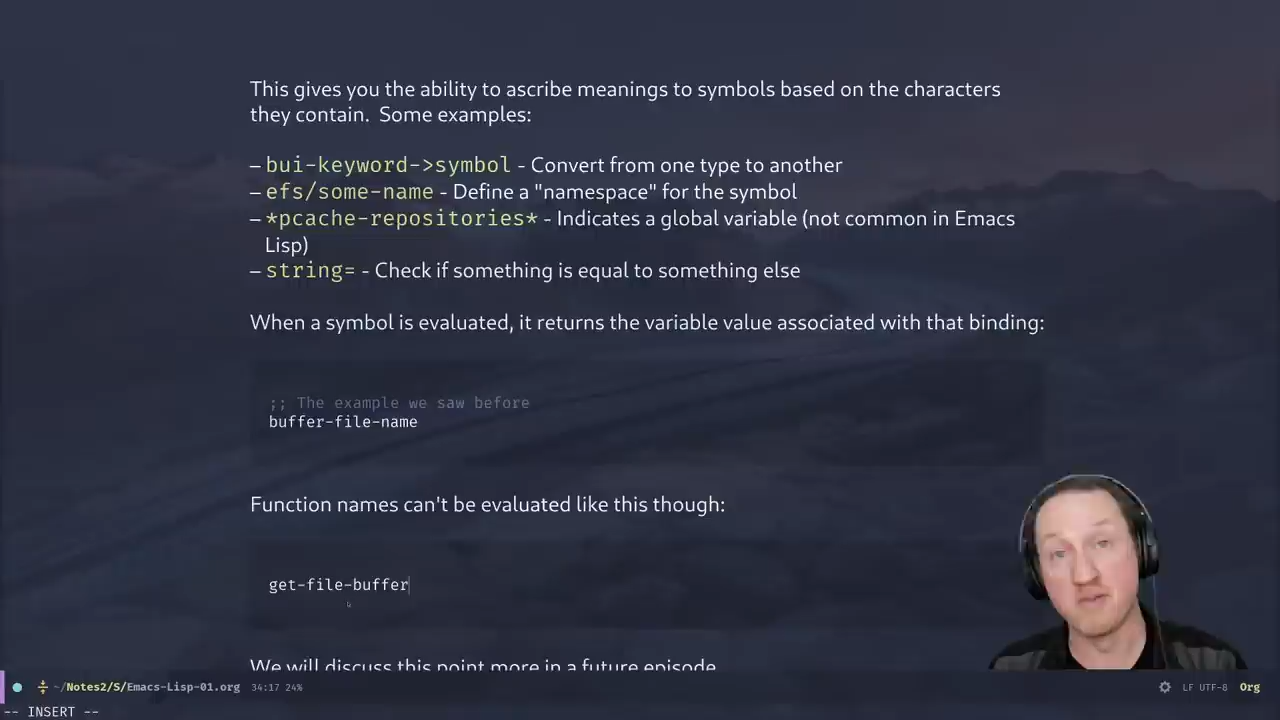 This gives you the ability to ascribe meanings to symbols based on the characters
they contain.  Some examples:
– bui-keyword->symbol - Convert from one type to another
– efs/some-name - Define a "namespace" for the symbol
– *pcache-repositories* - Indicates a global variable (not common in Emacs
Lisp)
– string= - Check if something is equal to something else
When a symbol is evaluated, it returns the variable value associated with that binding:
;; The example we saw before
buffer-file-name
Function names can't be evaluated like this though:
get-file-buffer
We will discuss this point more in a future episode
~/Notes2/S/Emacs-Lisp-01.org 34:17 24% LF UTF-8 Org
-- INSERT --